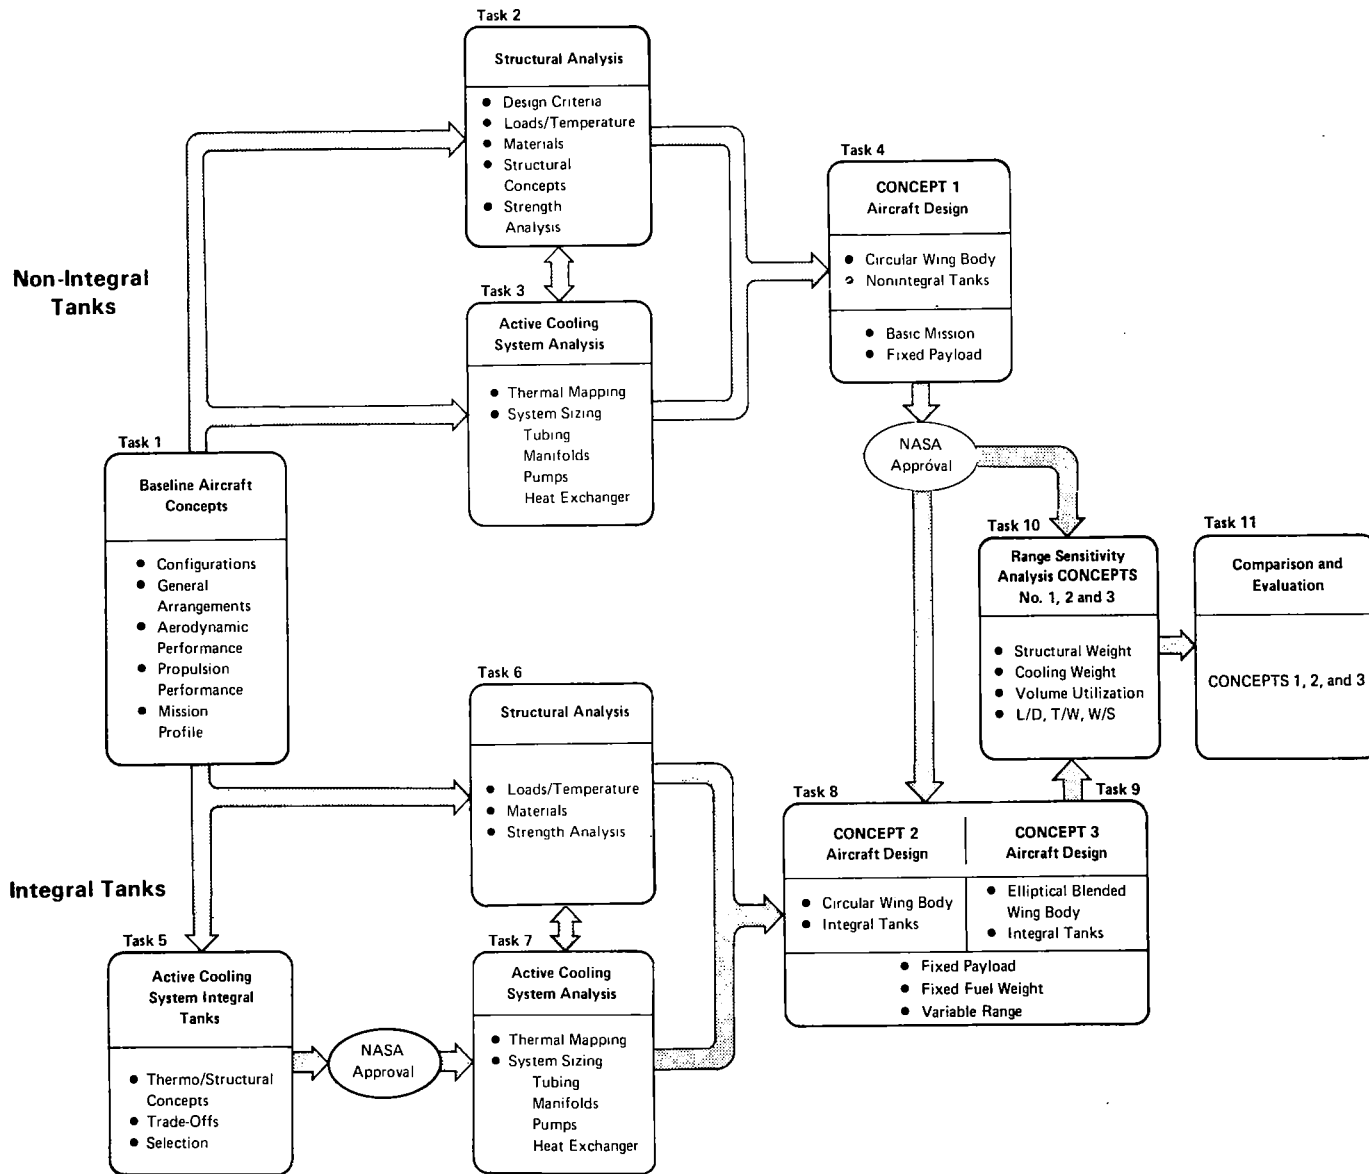 Task 2
Structural Analysis
● Design Criteria
● Loads/Temperature
● Materials
● Structural
Concepts
● Strength
Analysis
Task 4
CONCEPT 1
Aircraft Design
● Circular Wing Body
● Nonintegral Tanks
● Basic Mission
● Fixed Payload
Non-Integral
Tanks
Task 3
Active Cooling
System Analysis
● Thermal Mapping
● System Sizing
Tubing
Manifolds
Pumps
Heat Exchanger
Task 1
Baseline Aircraft
Concepts
● Configurations
● General
Arrangements
● Aerodynamic
Performance
● Propulsion
Performance
● Mission
Profile
NASA
Approval
Task 10
Range Sensitivity
Analysis CONCEPTS
No. 1, 2 and 3
● Structural Weight
● Cooling Weight
● Volume Utilization
● L/D, T/W, W/S
Task 11
Comparison and
Evaluation
CONCEPTS 1, 2, and 3
Task 6
Structural Analysis
● Loads/Temperature
● Materials
● Strength Analysis
Integral Tanks
Task 8
CONCEPT 2
Aircraft Design
● Circular Wing Body
● Integral Tanks
Task 9
CONCEPT 3
Aircraft Design
● Elliptical Blended
Wing Body
● Integral Tanks
● Fixed Payload
● Fixed Fuel Weight
● Variable Range
Task 5
Active Cooling
System Integral
Tanks
● Thermo/Structural
Concepts
● Trade-Offs
● Selection
NASA
Approval
Task 7
Active Cooling
System Analysis
● Thermal Mapping
● System Sizing
Tubing
Manifolds
Pumps
Heat Exchanger